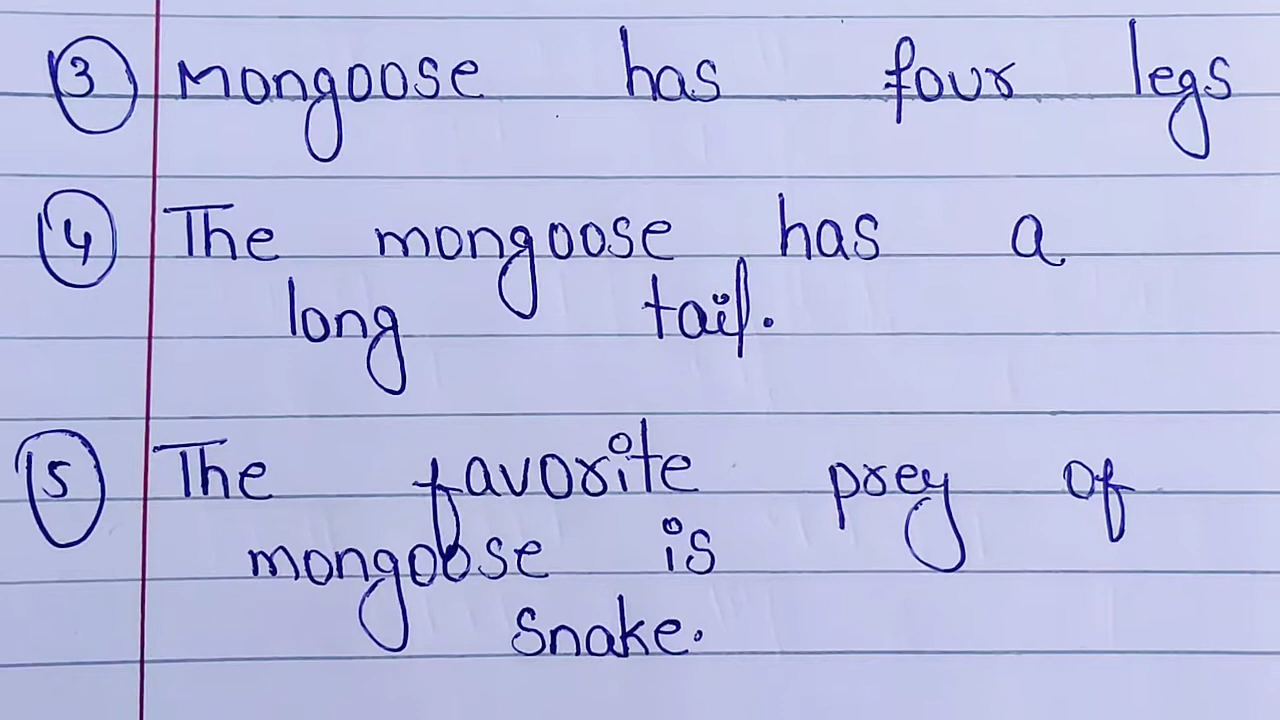 3 Mongoose has four legs
4 The mongoose has a
long tail.
5 The favorite prey of
mongoose is
Snake.